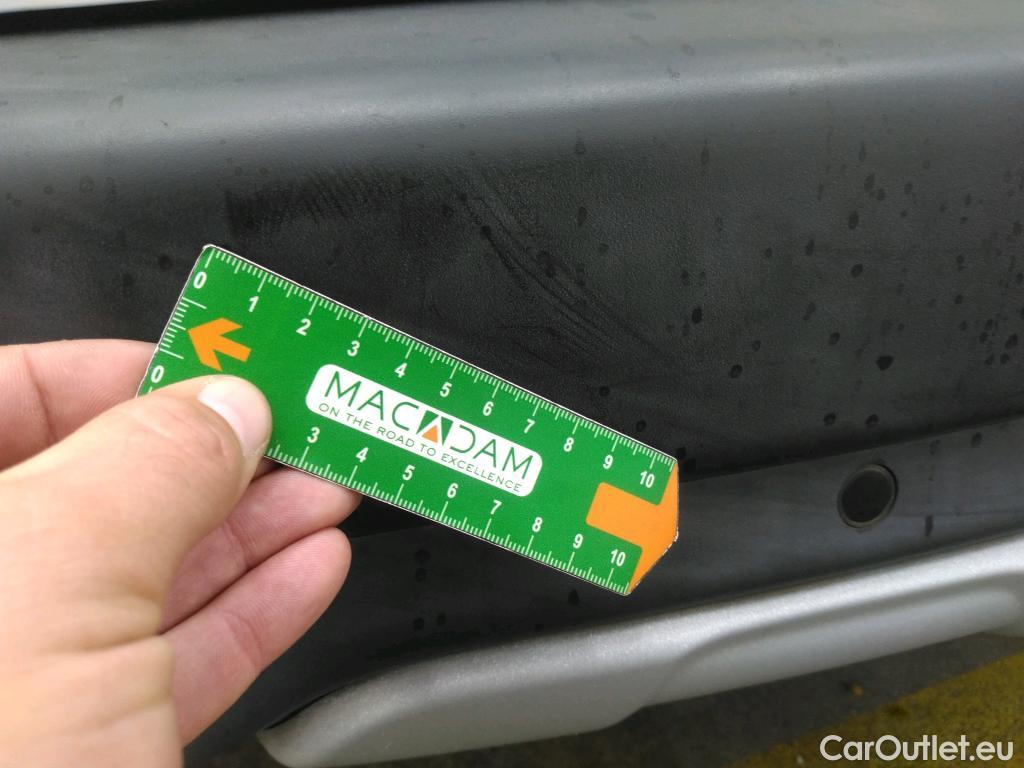 0 1 2 3 4 5 6 7 8 9 10
MACADAM
ON THE ROAD TO EXCELLENCE
0 3 4 5 6 7 8 9 10
CarOutlet.eu